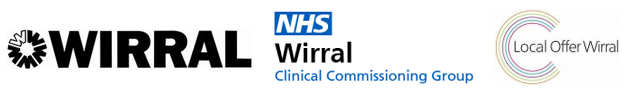 WIRRAL
NHS
Wirral
Clinical Commissioning Group
Local Offer Wirral